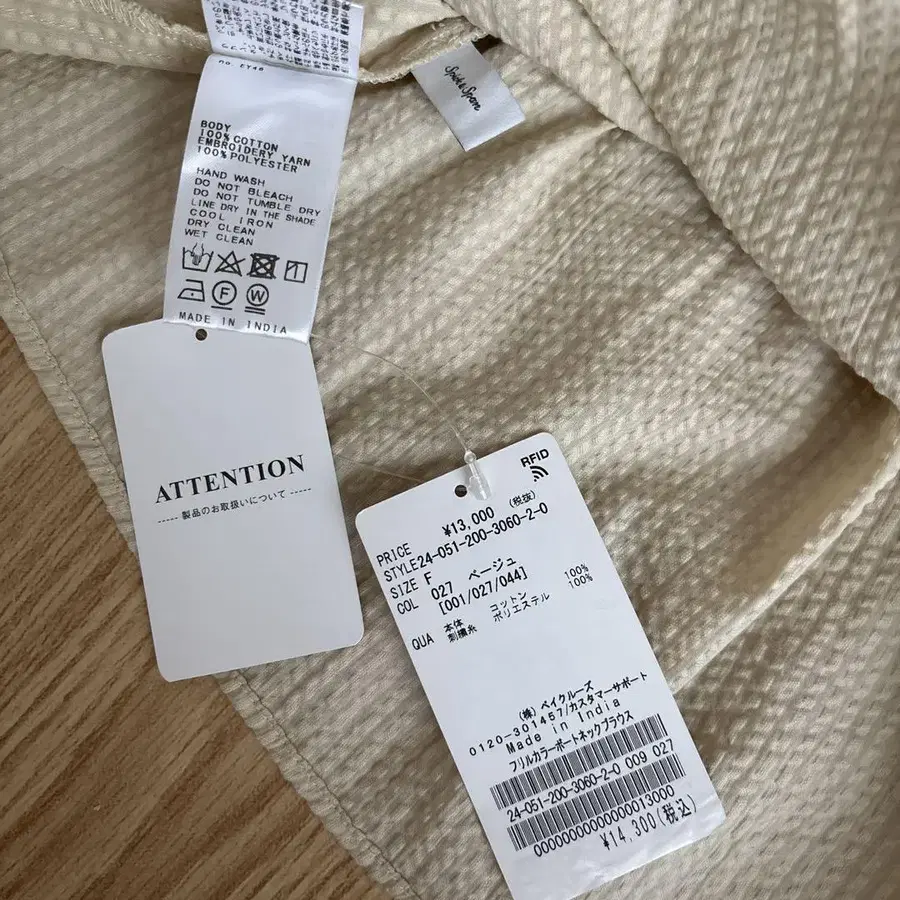 no. EY48
BODY
100% COTTON
EMBROIDERY YARN
100% POLYESTER
HAND WASH
DO NOT BLEACH
DO NOT TUMBLE DRY
LINE DRY IN THE SHADE
COOL IRON
DRY CLEAN
WET CLEAN
1
F W
MADE IN INDIA
Spick & Span
ATTENTION
----- 製品のお取扱いについて -----
RFID
PRICE ¥13,000 (税抜)
STYLE24-051-200-3060-2-0
SIZE F
COL 027 ベージュ
[001/027/044]
QUA 本体 コットン 100%
刺繍糸 ポリエステル 100%
(株) ベイクルーズ
0120-301457/カスタマーサポート
Made in India
フリルカラーボートネックブラウス
24-051-200-3060-2-0 009 027
0000000000000013000
¥14,300(税込)